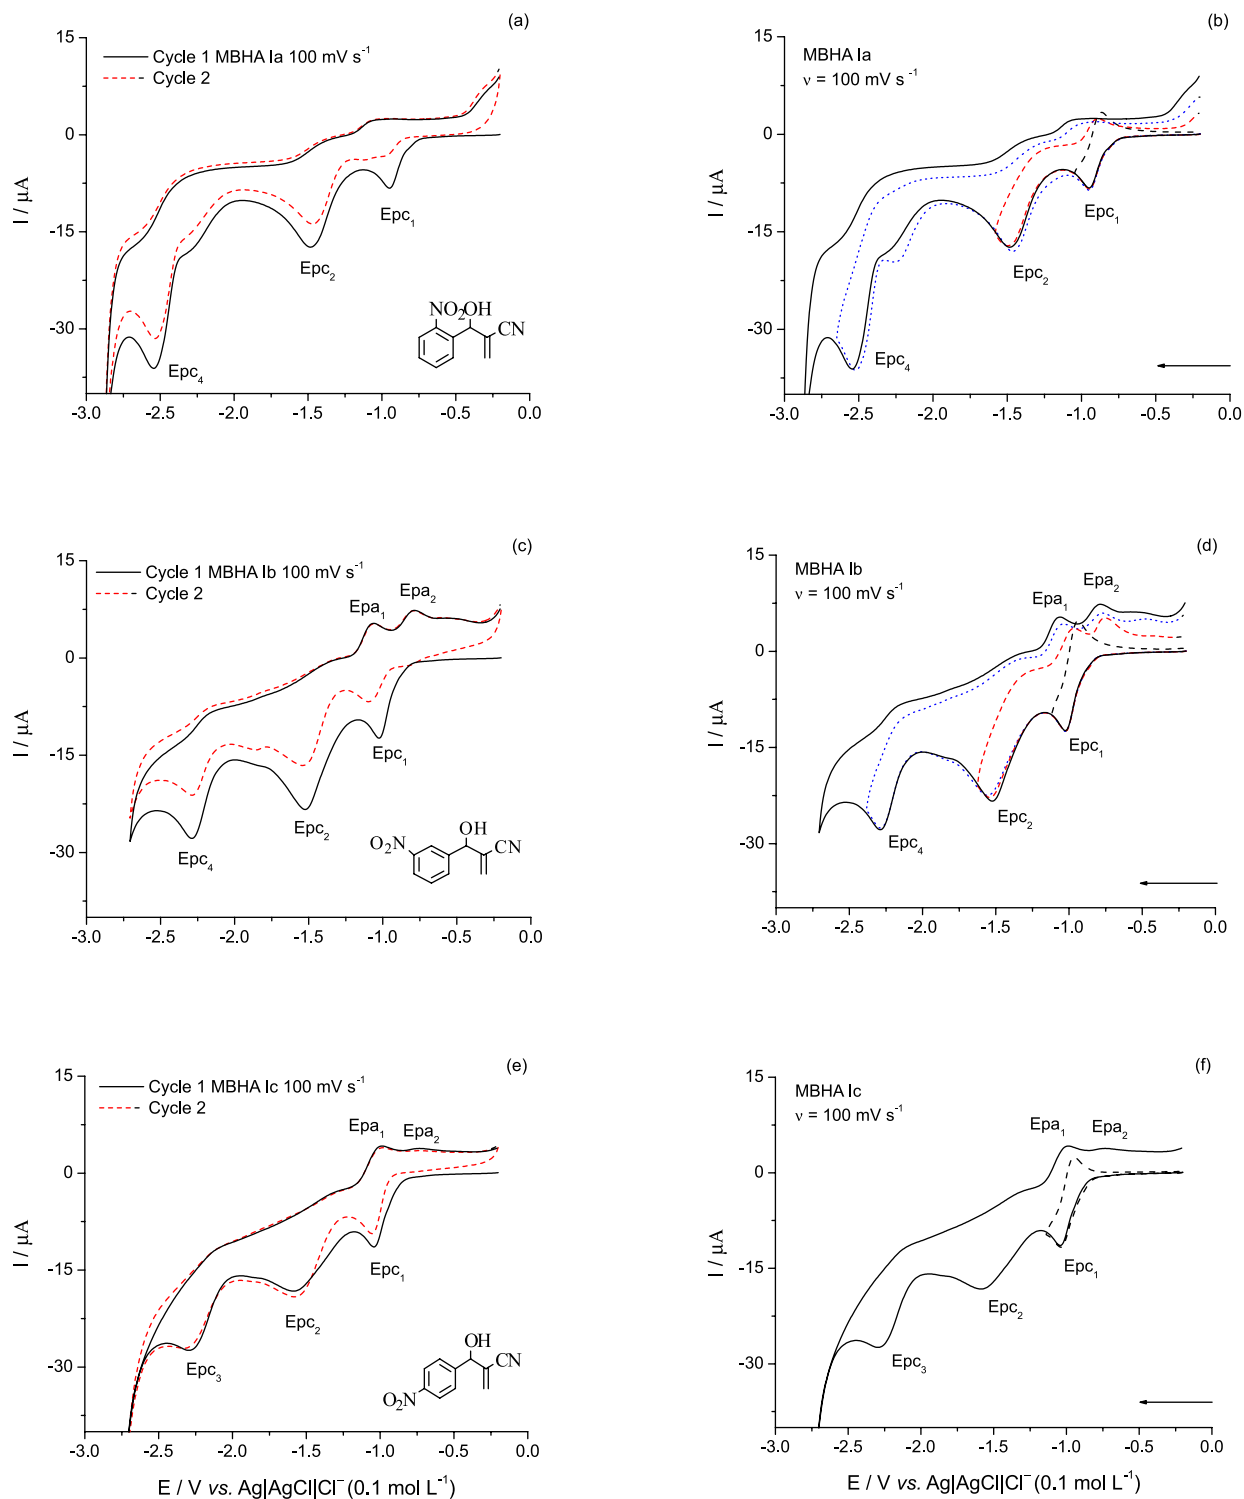 (a)
Cycle 1 MBHA Ia 100 mV s⁻¹
Cycle 2
15
0
-15
-30
I / µA
Epc₁
Epc₂
Epc₄
NO₂OH
CN
-3.0 -2.5 -2.0 -1.5 -1.0 -0.5 0.0
(b)
MBHA Ia
ν = 100 mV s⁻¹
15
0
-15
-30
I / µA
Epc₁
Epc₂
Epc₄
-3.0 -2.5 -2.0 -1.5 -1.0 -0.5 0.0
(c)
Cycle 1 MBHA Ib 100 mV s⁻¹
Cycle 2
15
0
-15
-30
I / µA
Epa₁
Epa₂
Epc₁
Epc₂
Epc₄
OH
O₂N
CN
-3.0 -2.5 -2.0 -1.5 -1.0 -0.5 0.0
(d)
MBHA Ib
ν = 100 mV s⁻¹
15
0
-15
-30
I / µA
Epa₁
Epa₂
Epc₁
Epc₂
Epc₄
-3.0 -2.5 -2.0 -1.5 -1.0 -0.5 0.0
(e)
Cycle 1 MBHA Ic 100 mV s⁻¹
Cycle 2
15
0
-15
-30
I / µA
Epa₁
Epa₂
Epc₁
Epc₂
Epc₃
OH
CN
O₂N
-3.0 -2.5 -2.0 -1.5 -1.0 -0.5 0.0
E / V vs. Ag|AgCl|Cl⁻ (0.1 mol L⁻¹)
(f)
MBHA Ic
ν = 100 mV s⁻¹
15
0
-15
-30
I / µA
Epa₁
Epa₂
Epc₁
Epc₂
Epc₃
-3.0 -2.5 -2.0 -1.5 -1.0 -0.5 0.0
E / V vs. Ag|AgCl|Cl⁻ (0.1 mol L⁻¹)